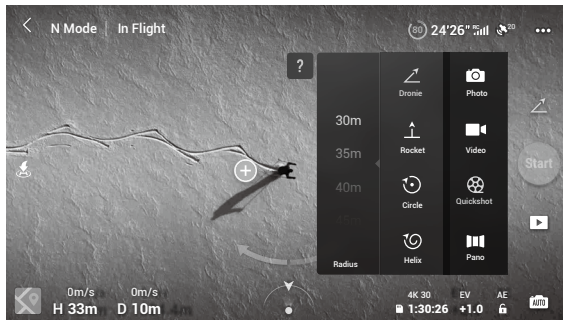 N Mode | In Flight
80 24'26" RC 20
?
Dronie
Photo
30m
Rocket
Video
35m
Start
40m
Circle
Quickshot
Radius
Helix
Pano
0m/s 0m/s
H 33m D 10m
4K 30 EV AE
1:30:26 +1.0
AUTO